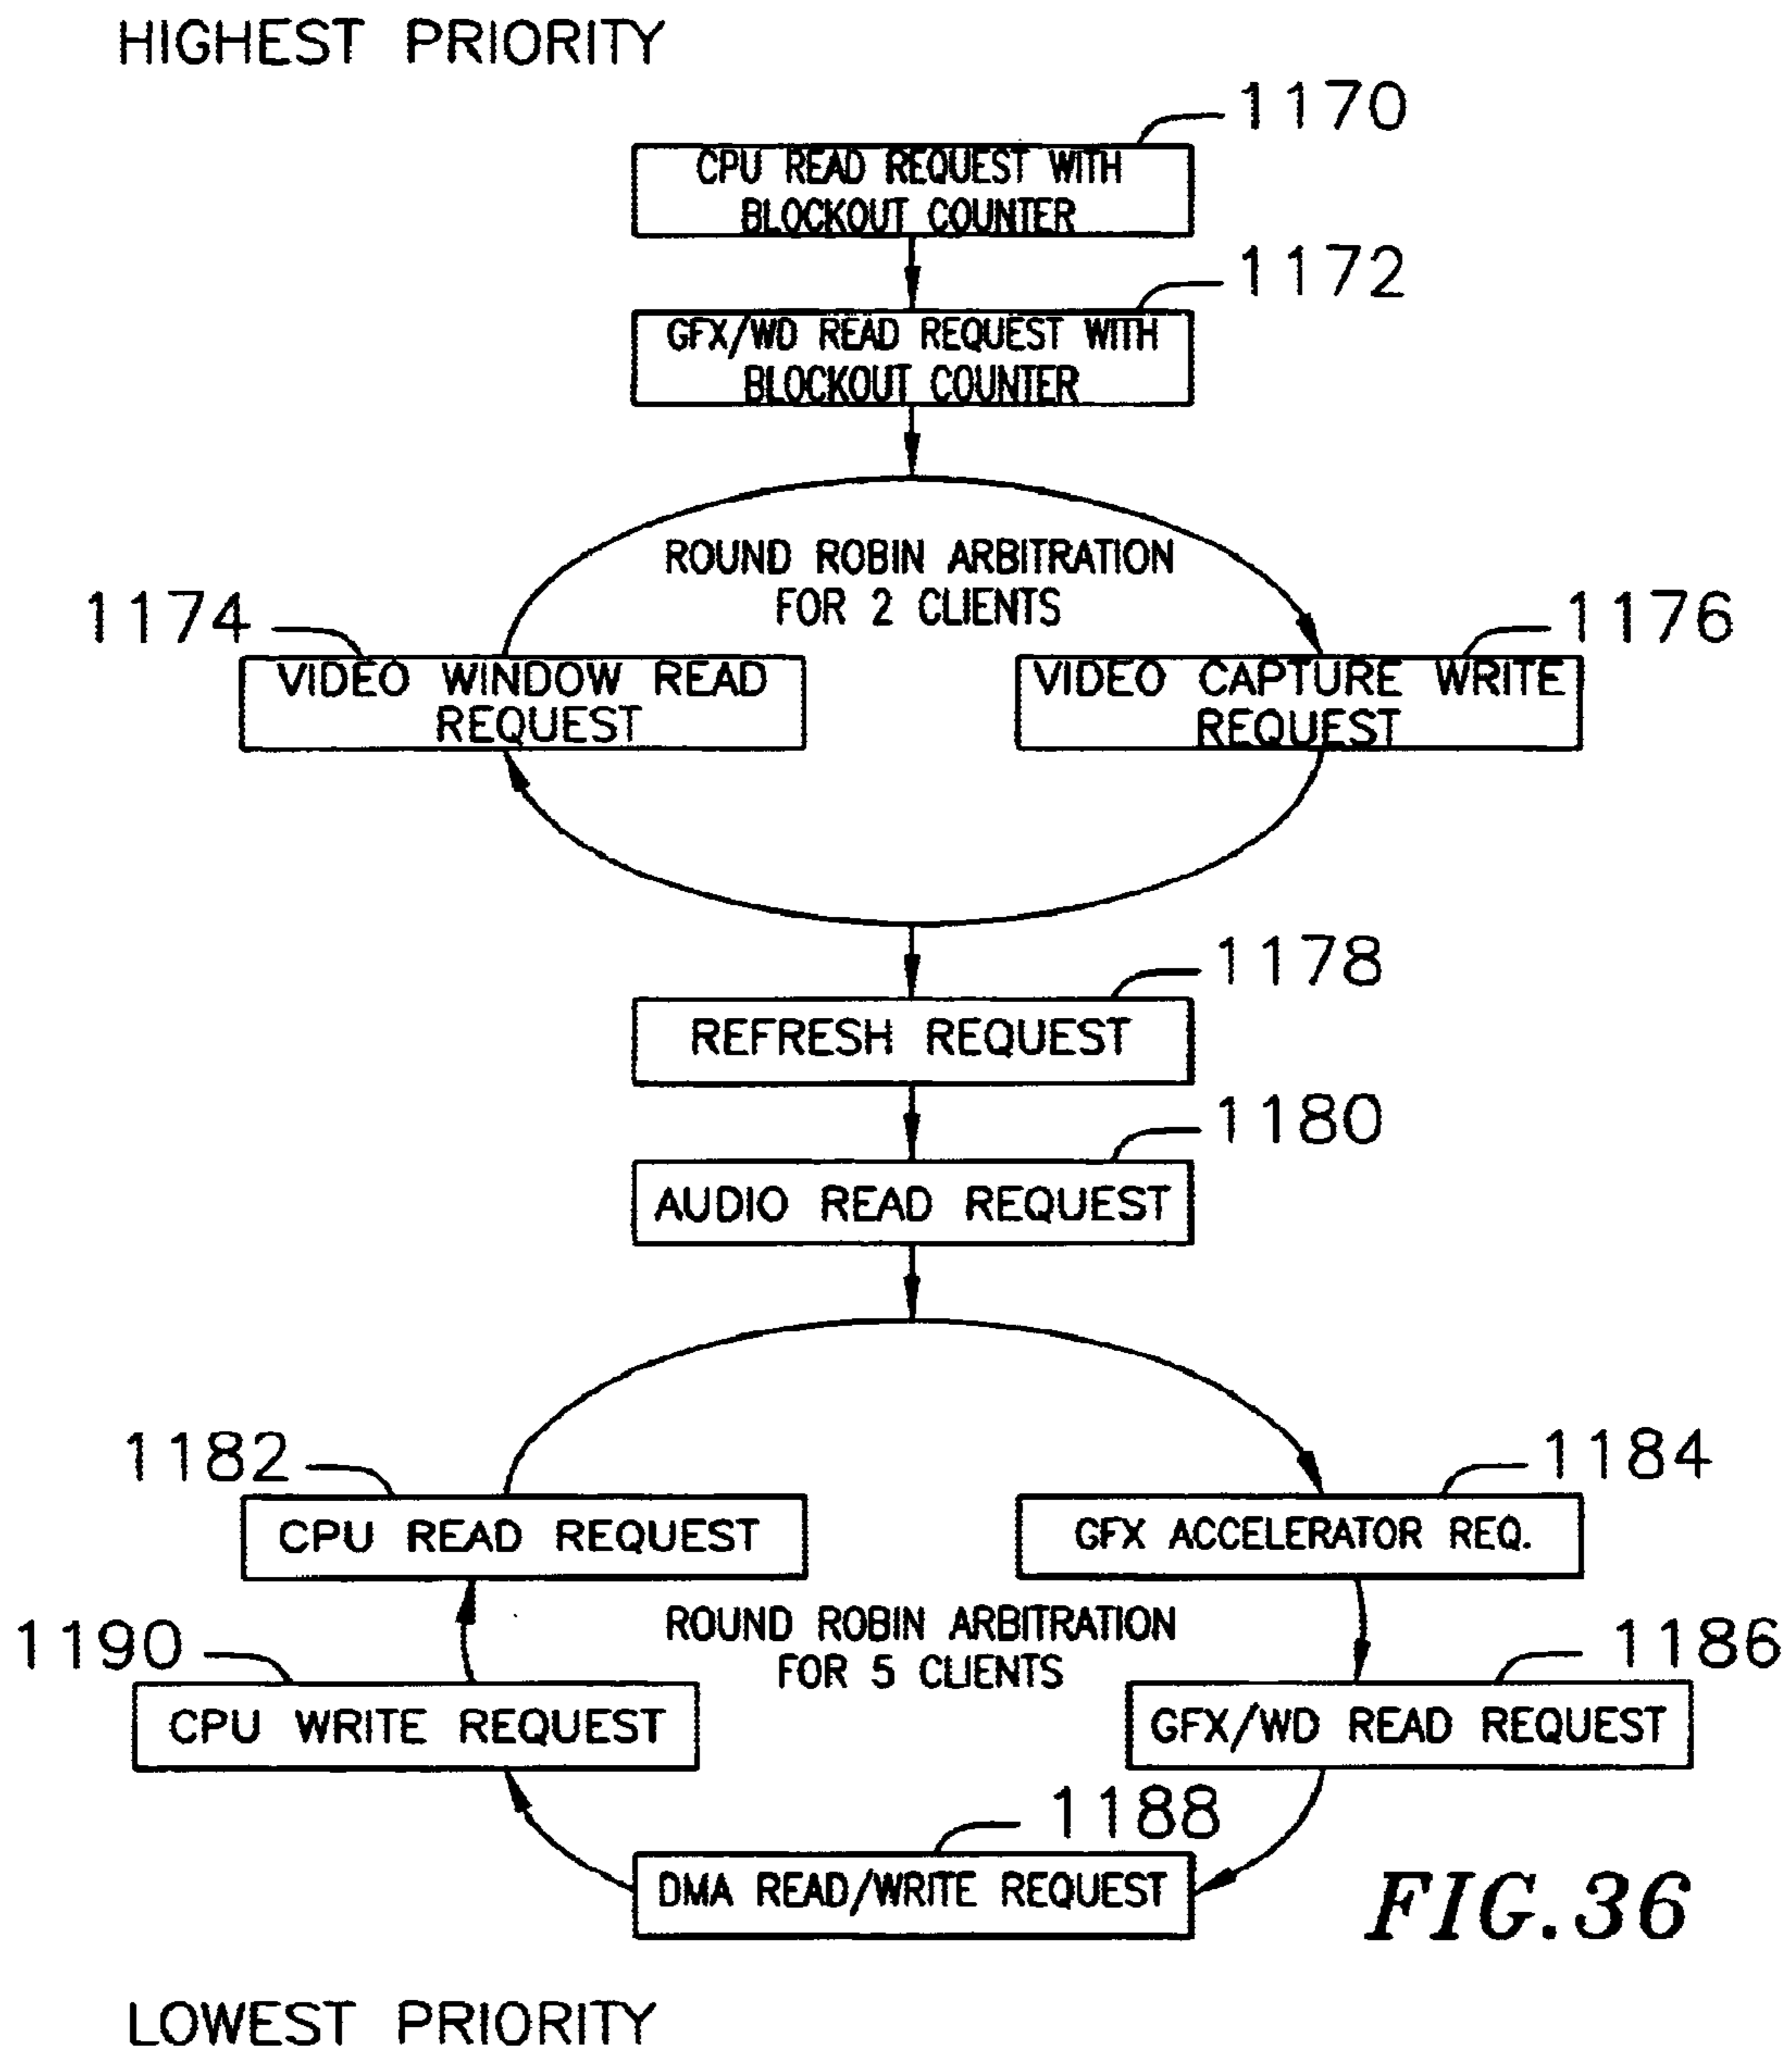 HIGHEST PRIORITY
1170
CPU READ REQUEST WITH
BLOCKOUT COUNTER
1172
GFX/WD READ REQUEST WITH
BLOCKOUT COUNTER
ROUND ROBIN ARBITRATION
FOR 2 CLIENTS
1174
1176
VIDEO WINDOW READ
REQUEST
VIDEO CAPTURE WRITE
REQUEST
1178
REFRESH REQUEST
1180
AUDIO READ REQUEST
1182
1184
CPU READ REQUEST
GFX ACCELERATOR REQ.
ROUND ROBIN ARBITRATION
FOR 5 CLIENTS
1190
1186
CPU WRITE REQUEST
GFX/WD READ REQUEST
1188
DMA READ/WRITE REQUEST
FIG.36
LOWEST PRIORITY